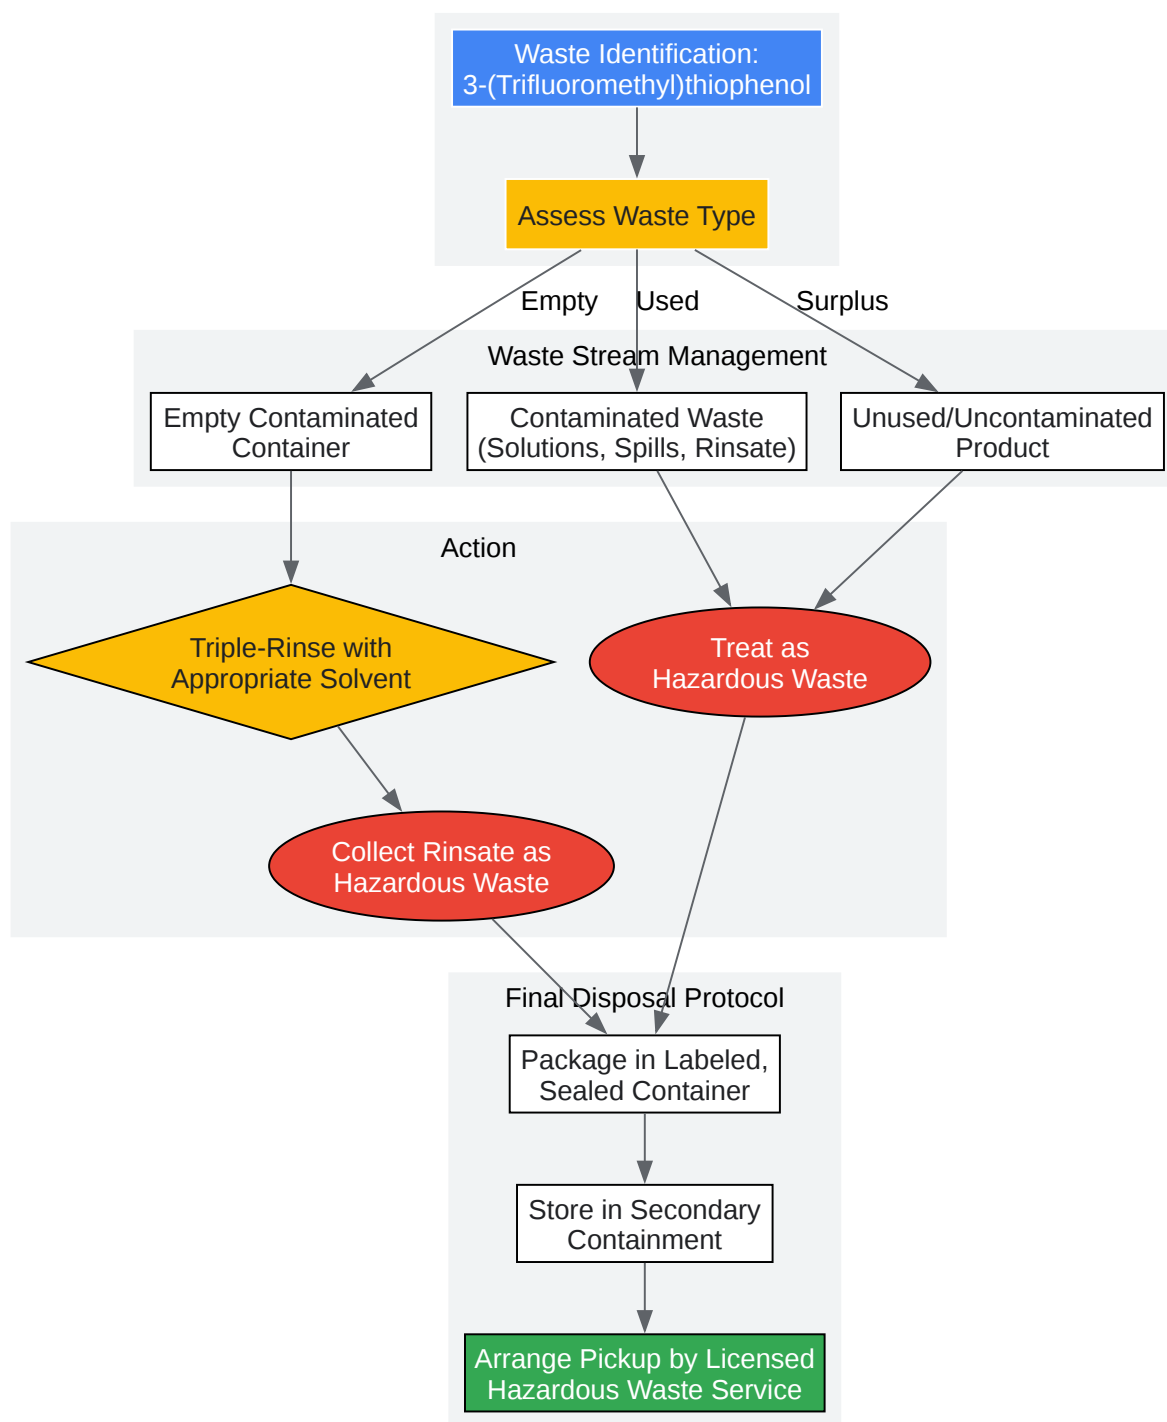 Waste Identification:
3-(Trifluoromethyl)thiophenol
Assess Waste Type
Empty
Used
Surplus
Waste Stream Management
Empty Contaminated
Container
Contaminated Waste
(Solutions, Spills, Rinsate)
Unused/Uncontaminated
Product
Action
Triple-Rinse with
Appropriate Solvent
Treat as
Hazardous Waste
Collect Rinsate as
Hazardous Waste
Final Disposal Protocol
Package in Labeled,
Sealed Container
Store in Secondary
Containment
Arrange Pickup by Licensed
Hazardous Waste Service